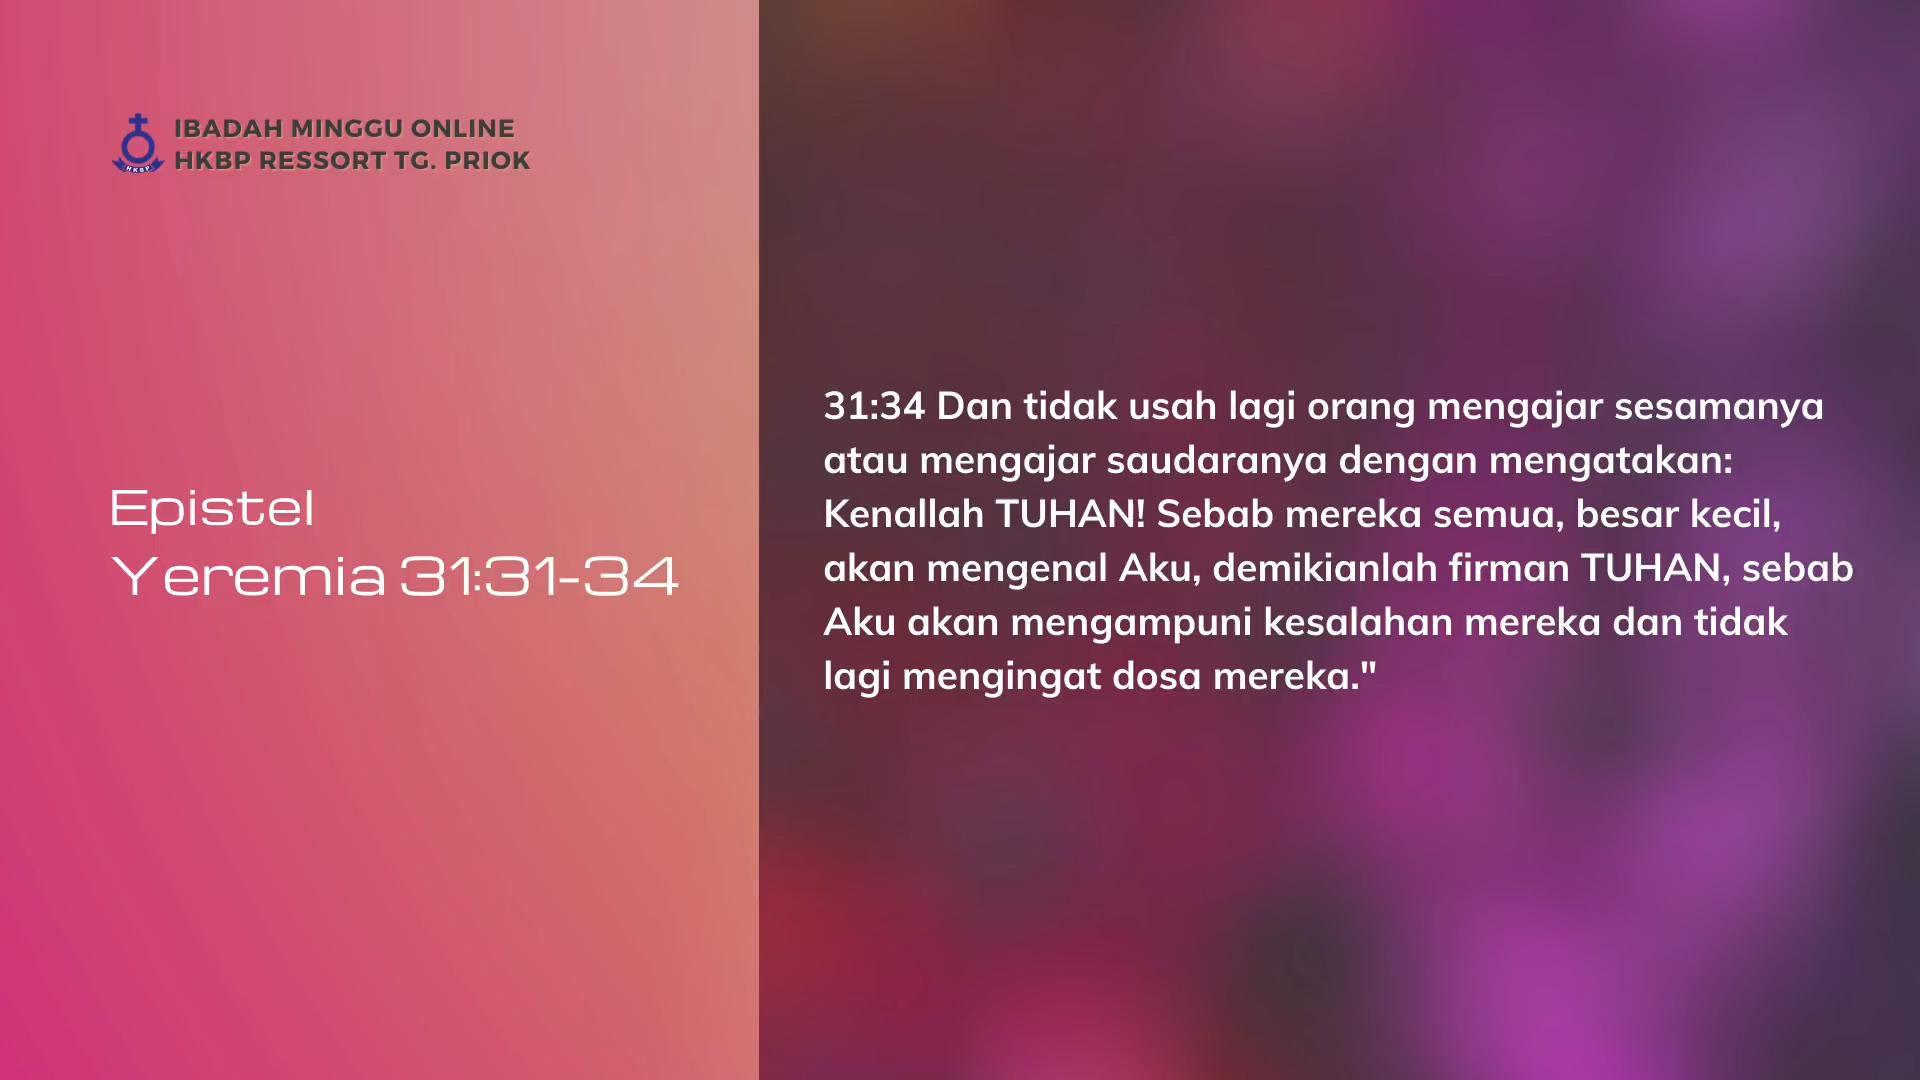 IBADAH MINGGU ONLINE
HKBP RESSORT TG. PRIOK
HKBP
Epistel
Yeremia 31:31-34
31:34 Dan tidak usah lagi orang mengajar sesamanya
atau mengajar saudaranya dengan mengatakan:
Kenallah TUHAN! Sebab mereka semua, besar kecil,
akan mengenal Aku, demikianlah firman TUHAN, sebab
Aku akan mengampuni kesalahan mereka dan tidak
lagi mengingat dosa mereka."